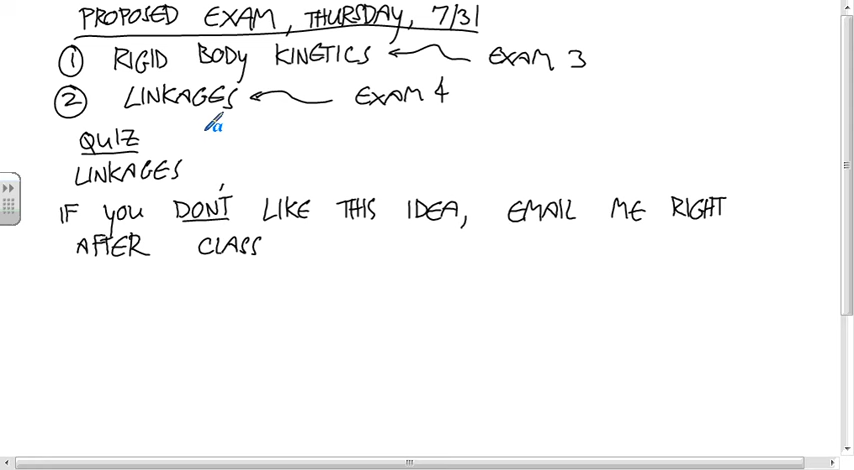 PROPOSED EXAM, THURSDAY, 7/31
① RIGID BODY KINETICS ← EXAM 3
② LINKAGES ← EXAM 4
QUIZ
LINKAGES
IF YOU DON'T LIKE THIS IDEA, EMAIL ME RIGHT
AFTER CLASS